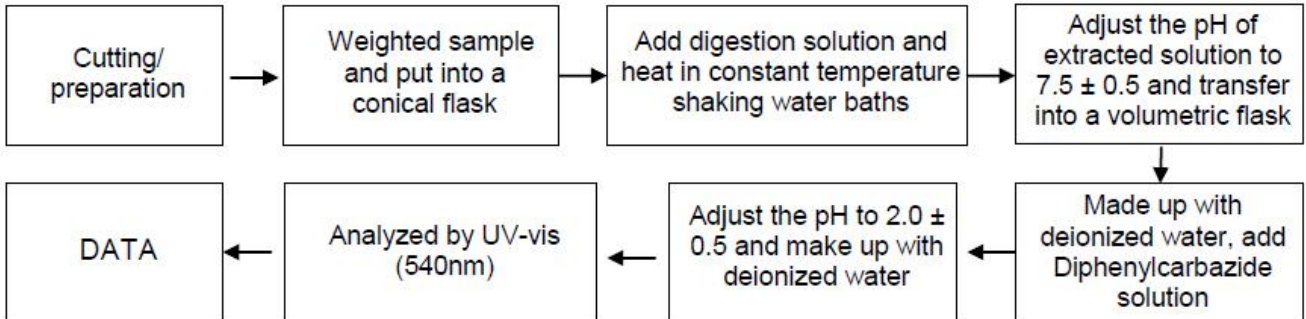 Cutting/
preparation
Weighted sample
and put into a
conical flask
Add digestion solution and
heat in constant temperature
shaking water baths
Adjust the pH of
extracted solution to
7.5 ± 0.5 and transfer
into a volumetric flask
Made up with
deionized water, add
Diphenylcarbazide
solution
Adjust the pH to 2.0 ±
0.5 and make up with
deionized water
Analyzed by UV-vis
(540nm)
DATA